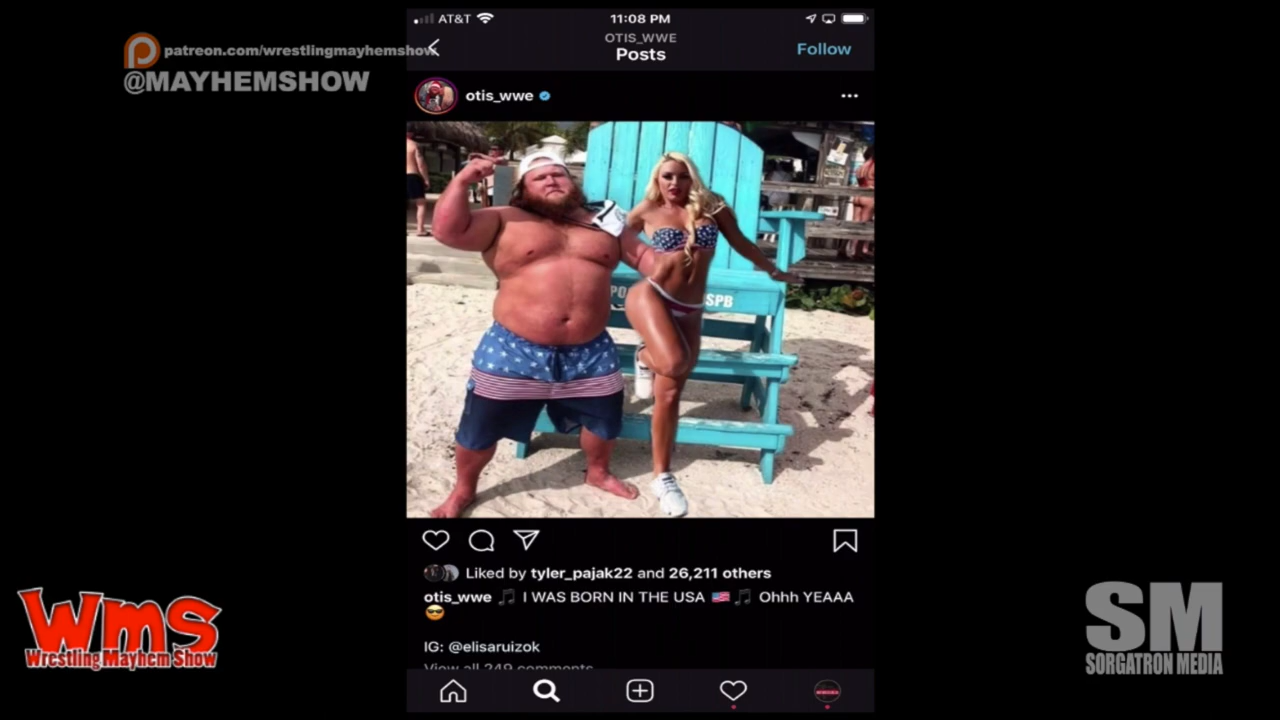 AT&T 11:08 PM
OTIS_WWE
Posts
Follow
patreon.com/wrestlingmayhemshow
@MAYHEMSHOW
otis_wwe
PO SPB
Liked by tyler_pajak22 and 26,211 others
otis_wwe 🎵 I WAS BORN IN THE USA 🇺🇸🎵 Ohhh YEAAA
😎
IG: @elisaruizok
View all 249 comments
wms
Wrestling Mayhem Show
SM
SORGATRON MEDIA